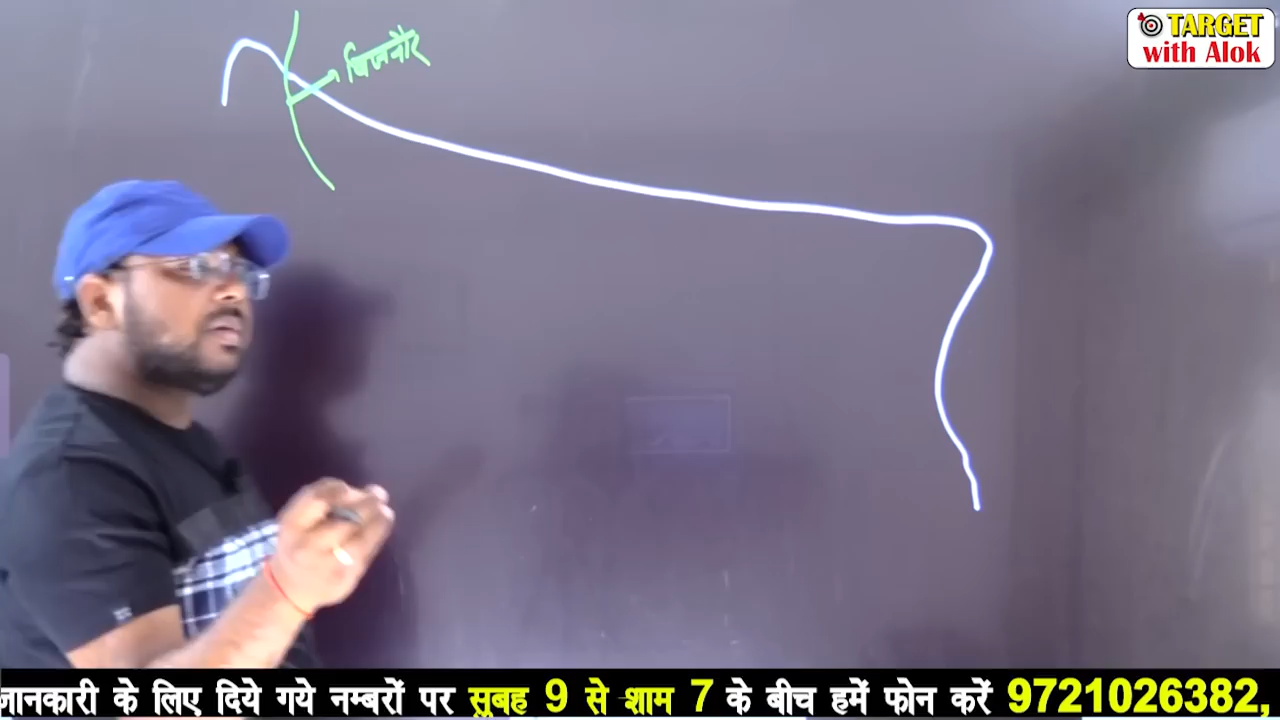 TARGET
with Alok
बिजनौर
जानकारी के लिए दिये गये नम्बरों पर सुबह 9 से शाम 7 के बीच हमें फोन करें 9721026382,